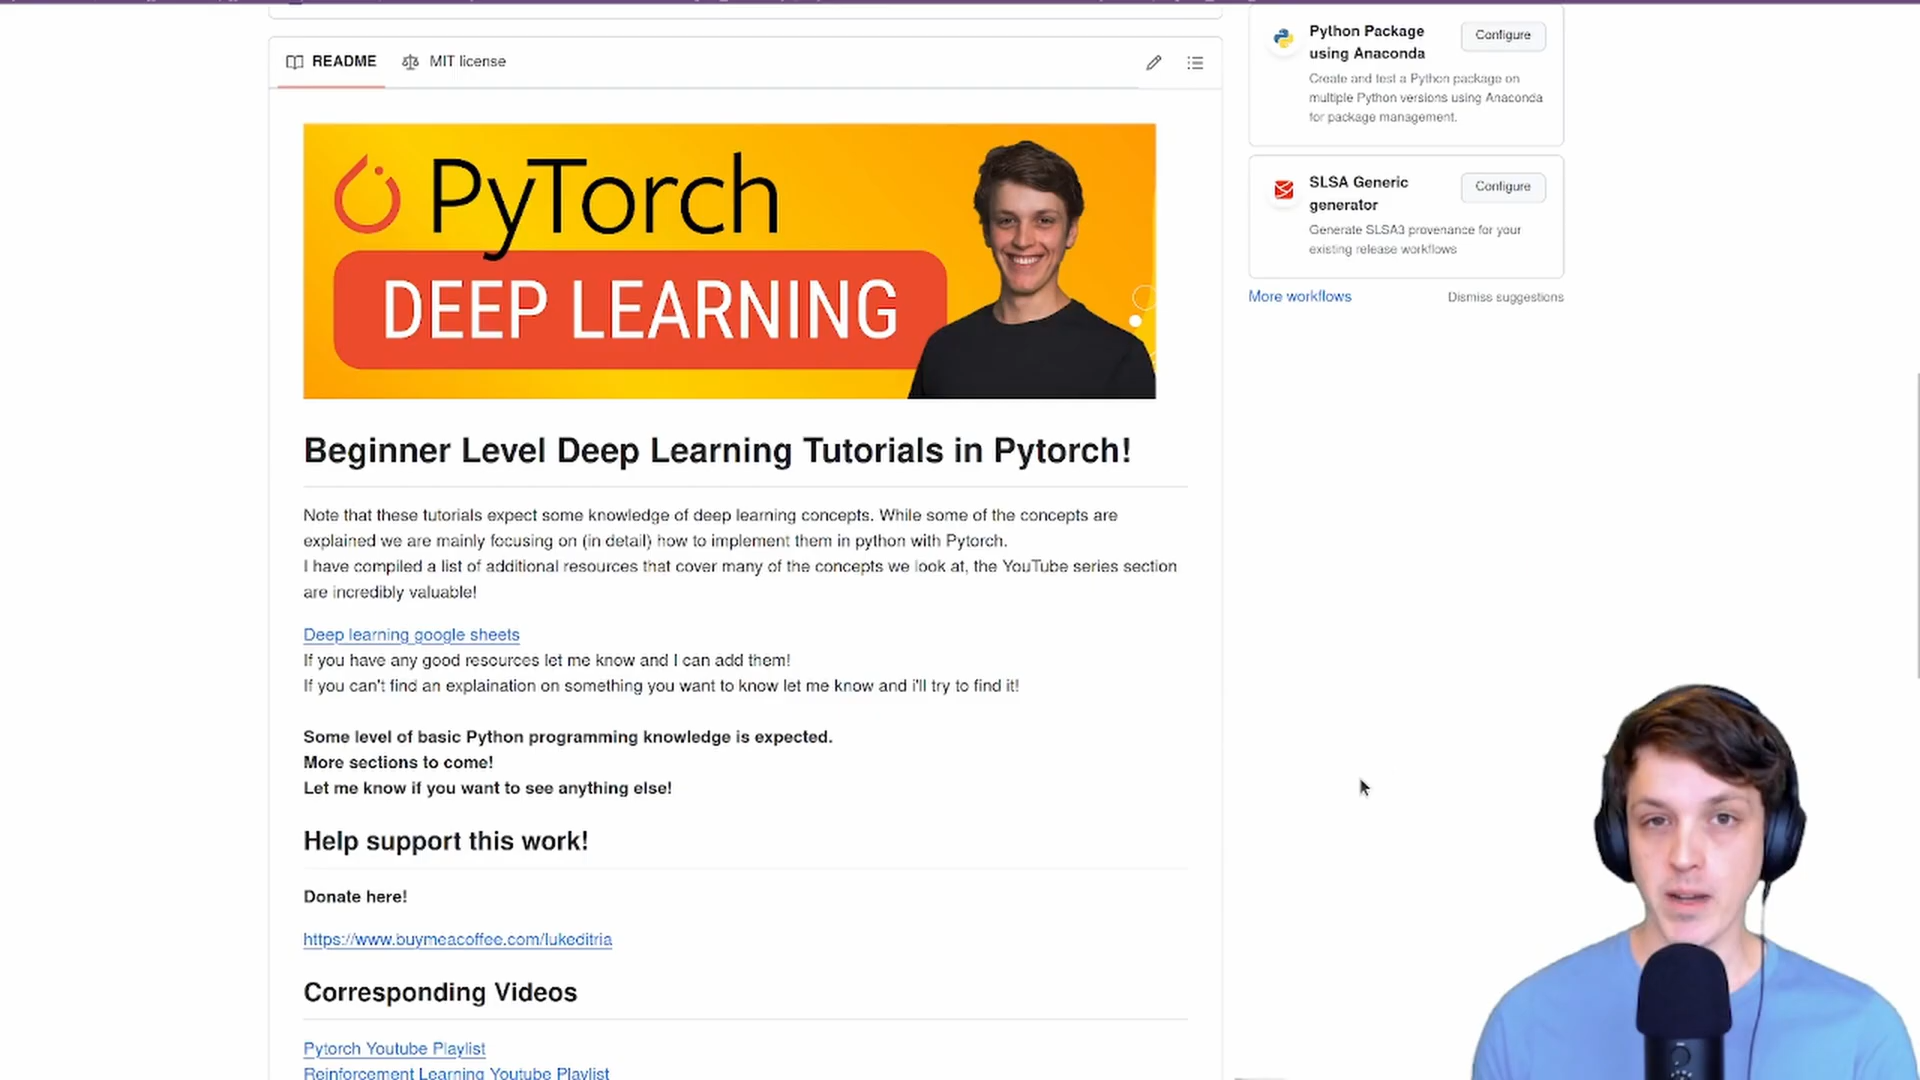 README
MIT license
PyTorch
DEEP LEARNING
Beginner Level Deep Learning Tutorials in Pytorch!
Note that these tutorials expect some knowledge of deep learning concepts. While some of the concepts are
explained we are mainly focusing on (in detail) how to implement them in python with Pytorch.
I have compiled a list of additional resources that cover many of the concepts we look at, the YouTube series section
are incredibly valuable!
Deep learning google sheets
If you have any good resources let me know and I can add them!
If you can't find an explaination on something you want to know let me know and i'll try to find it!
Some level of basic Python programming knowledge is expected.
More sections to come!
Let me know if you want to see anything else!
Help support this work!
Donate here!
https://www.buymeacoffee.com/lukeditria
Corresponding Videos
Pytorch Youtube Playlist
Reinforcement Learning Youtube Playlist
Python Package
using Anaconda
Configure
Create and test a Python package on
multiple Python versions using Anaconda
for package management.
SLSA Generic
generator
Configure
Generate SLSA3 provenance for your
existing release workflows
More workflows
Dismiss suggestions